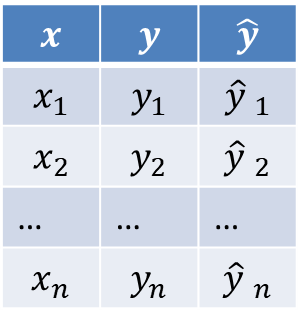 x y ŷ
x₁ y₁ ŷ ₁
x₂ y₂ ŷ ₂
... ... ...
xₙ yₙ ŷ ₙ